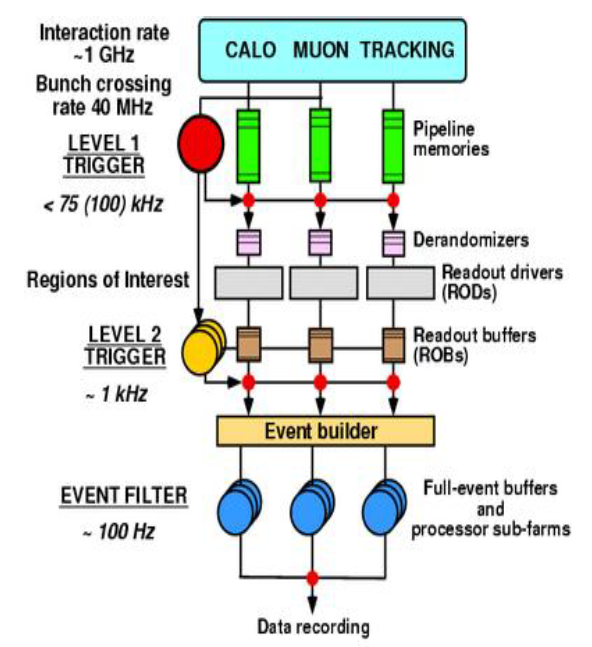 Interaction rate
~1 GHz
CALO MUON TRACKING
Bunch crossing
rate 40 MHz
LEVEL 1
TRIGGER
Pipeline
memories
< 75 (100) kHz
Derandomizers
Regions of Interest
Readout drivers
(RODs)
LEVEL 2
TRIGGER
Readout buffers
(ROBs)
~ 1 kHz
Event builder
EVENT FILTER
~ 100 Hz
Full-event buffers
and
processor sub-farms
Data recording